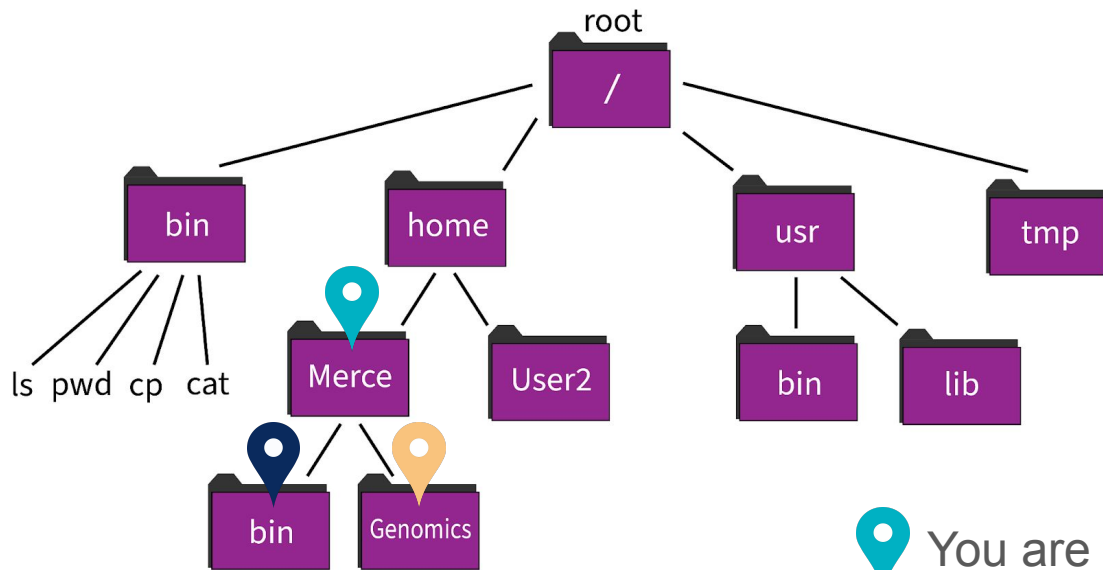 root
/
bin
home
usr
tmp
ls pwd cp cat
Merce
User2
bin
lib
bin
Genomics
You are